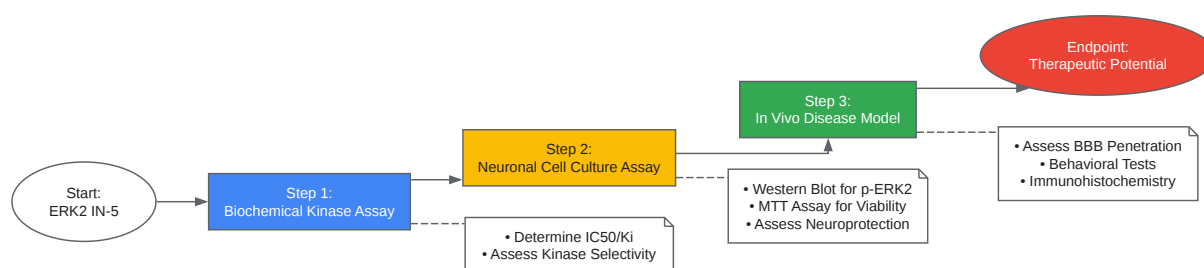 Start:
ERK2 IN-5
Step 1:
Biochemical Kinase Assay
• Determine IC50/Ki
• Assess Kinase Selectivity
Step 2:
Neuronal Cell Culture Assay
• Western Blot for p-ERK2
• MTT Assay for Viability
• Assess Neuroprotection
Step 3:
In Vivo Disease Model
• Assess BBB Penetration
• Behavioral Tests
• Immunohistochemistry
Endpoint:
Therapeutic Potential